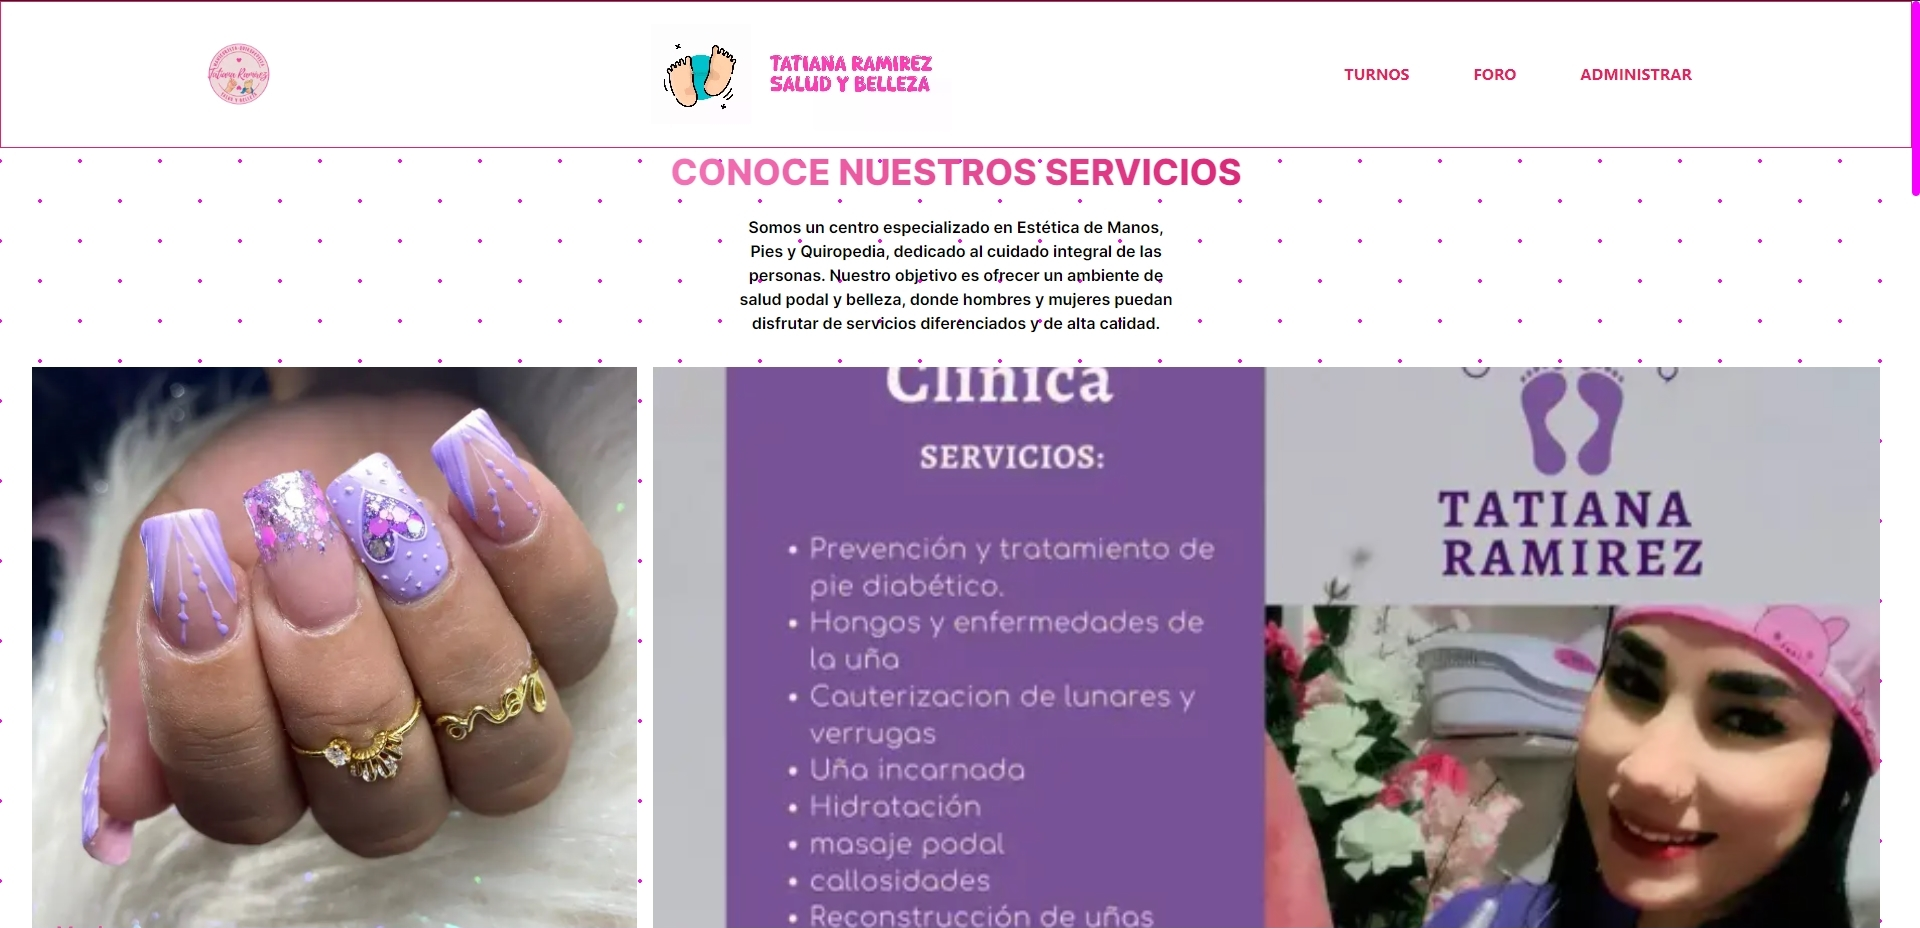 Tatiana Ramirez
TATIANA RAMIREZ
SALUD Y BELLEZA
TURNOS
FORO
ADMINISTRAR
CONOCE NUESTROS SERVICIOS
Somos un centro especializado en Estética de Manos,
Pies y Quiropedia, dedicado al cuidado integral de las
personas. Nuestro objetivo es ofrecer un ambiente de
salud podal y belleza, donde hombres y mujeres puedan
disfrutar de servicios diferenciados y de alta calidad.
Clínica
SERVICIOS:
• Prevención y tratamiento de
pie diabético.
• Hongos y enfermedades de
la uña
• Cauterizacion de lunares y
verrugas
• Uña incarnada
• Hidratación
• masaje podal
• callosidades
• Reconstrucción de uñas
TATIANA
RAMIREZ